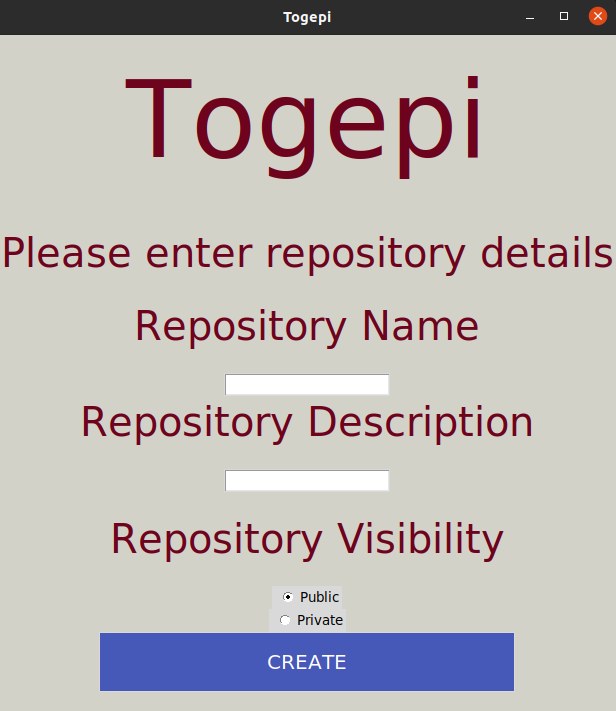 Togepi
Togepi
Please enter repository details
Repository Name
Repository Description
Repository Visibility
Public
Private
CREATE